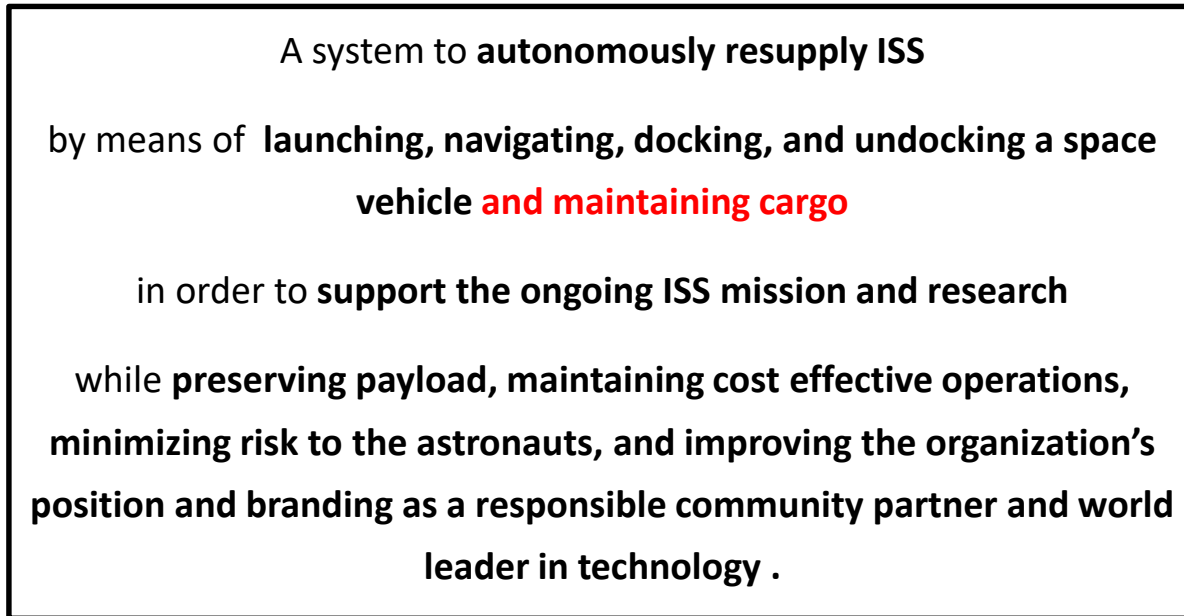 A system to autonomously resupply ISS
by means of  launching, navigating, docking, and undocking a space
vehicle and maintaining cargo
in order to support the ongoing ISS mission and research
while preserving payload, maintaining cost effective operations,
minimizing risk to the astronauts, and improving the organization’s
position and branding as a responsible community partner and world
leader in technology .